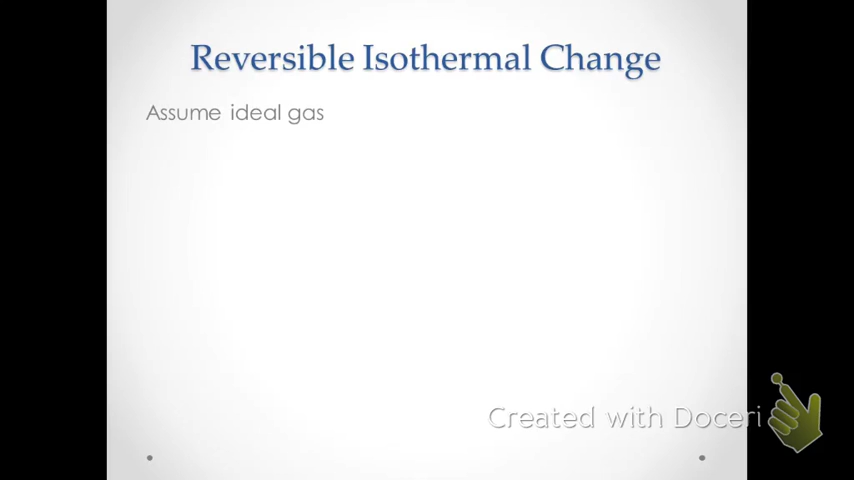 Reversible Isothermal Change
Assume ideal gas
Created with Doceri